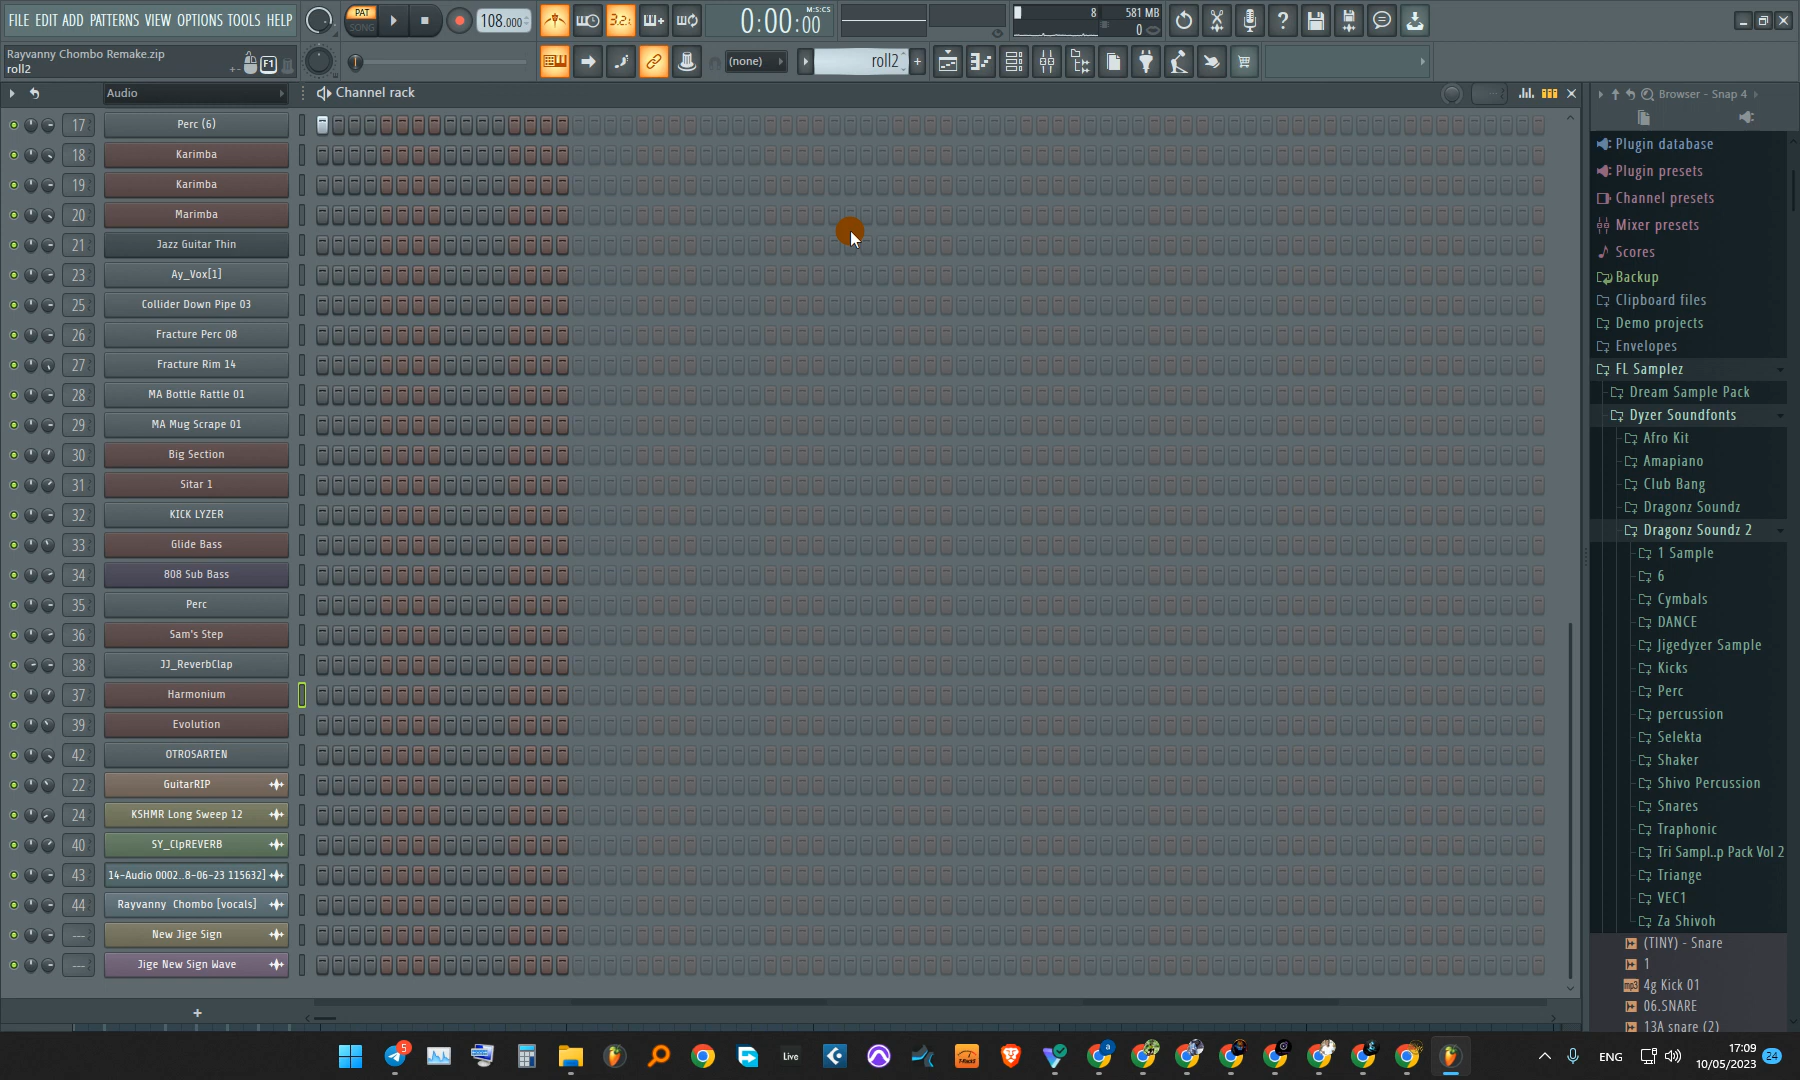 FILE EDIT ADD PATTERNS VIEW OPTIONS TOOLS HELP
PAT
SONG
108.000
3.2.
0:00:00
M:S:CS
8
581 MB
0
Rayvanny Chombo Remake.zip
roll2
F1
(none)
roll2
Audio
Channel rack
Browser - Snap 4
17 Perc (6)
18 Karimba
19 Karimba
20 Marimba
21 Jazz Guitar Thin
23 Ay_Vox[1]
25 Collider Down Pipe 03
26 Fracture Perc 08
27 Fracture Rim 14
28 MA Bottle Rattle 01
29 MA Mug Scrape 01
30 Big Section
31 Sitar 1
32 KICK LYZER
33 Glide Bass
34 808 Sub Bass
35 Perc
36 Sam's Step
38 JJ_ReverbClap
37 Harmonium
39 Evolution
42 OTROSARTEN
22 GuitarRIP
24 KSHMR Long Sweep 12
40 SY_ClpREVERB
43 14-Audio 0002..8-06-23 115632]
44 Rayvanny Chombo [vocals]
--- New Jige Sign
--- Jige New Sign Wave
+
Plugin database
Plugin presets
Channel presets
Mixer presets
Scores
Backup
Clipboard files
Demo projects
Envelopes
FL Samplez
Dream Sample Pack
Dyzer Soundfonts
Afro Kit
Amapiano
Club Bang
Dragonz Soundz
Dragonz Soundz 2
1 Sample
6
Cymbals
DANCE
Jigedyzer Sample
Kicks
Perc
percussion
Selekta
Shaker
Shivo Percussion
Snares
Traphonic
Tri Sampl..p Pack Vol 2
Triange
VEC1
Za Shivoh
(TINY) - Snare
1
mp3 4g Kick 01
06.SNARE
13A snare (2)
5
Live
ENG
17:09
10/05/2023
24